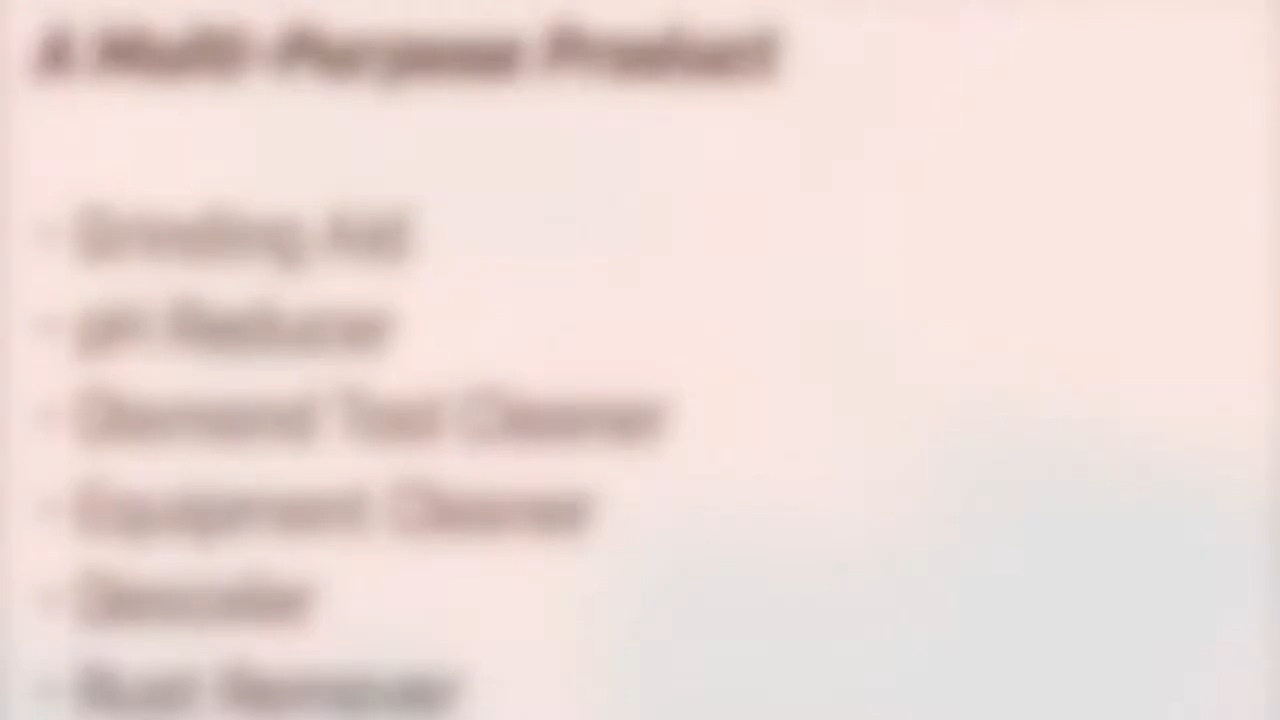 A Multi-Purpose Product
- Grinding Aid
- pH Reducer
- Diamond Tool Cleaner
- Equipment Cleaner
- Descaler
- Rust Remover